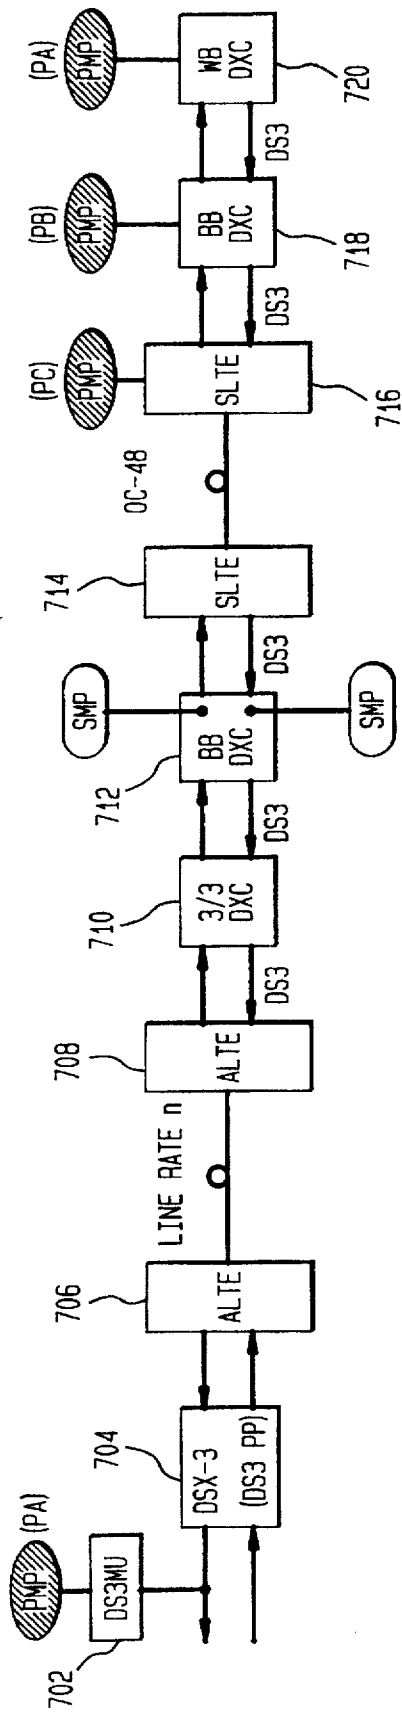 (PA)
PMP
702
DS3MU
704
DSX-3
(DS3 PP)
706
ALTE
LINE RATE n
708
ALTE
DS3
710
3/3
DXC
DS3
712
SMP
BB
DXC
SMP
DS3
714
SLTE
OC-48
(PC)
PMP
SLTE
716
DS3
(PB)
PMP
BB
DXC
718
DS3
(PA)
PMP
WB
DXC
720